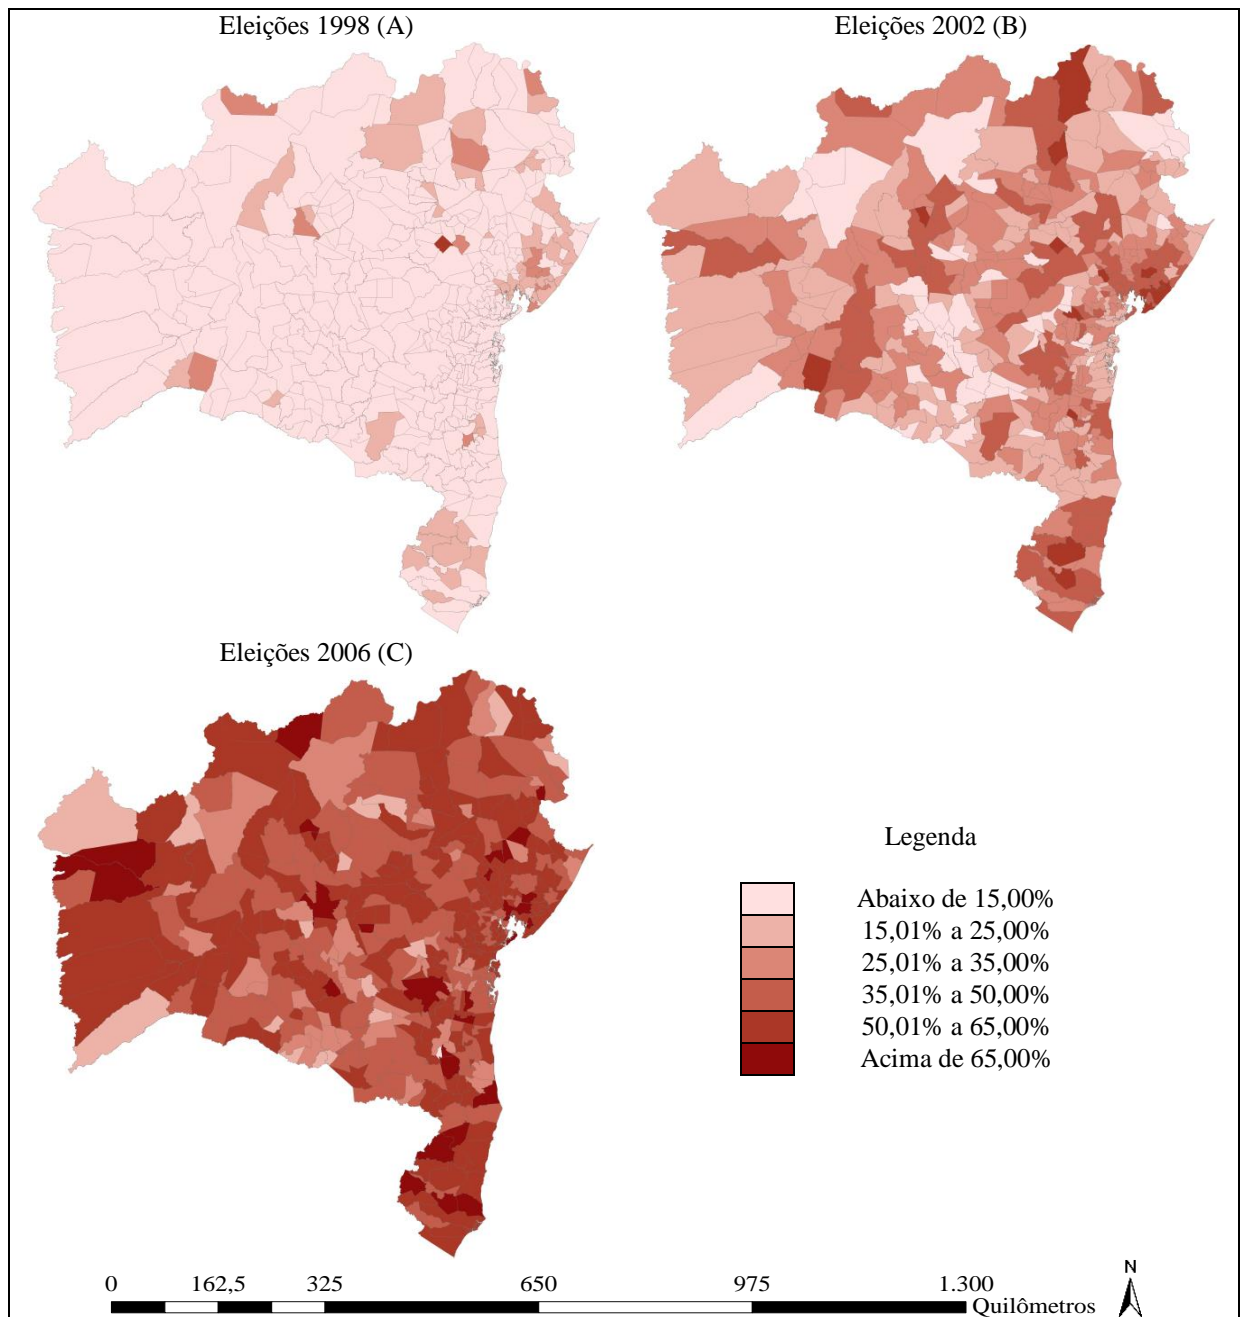 Eleições 1998 (A)
Eleições 2002 (B)
Eleições 2006 (C)
Legenda
Abaixo de 15,00%
15,01% a 25,00%
25,01% a 35,00%
35,01% a 50,00%
50,01% a 65,00%
Acima de 65,00%
0 162,5 325 650 975 1.300
Quilômetros
N